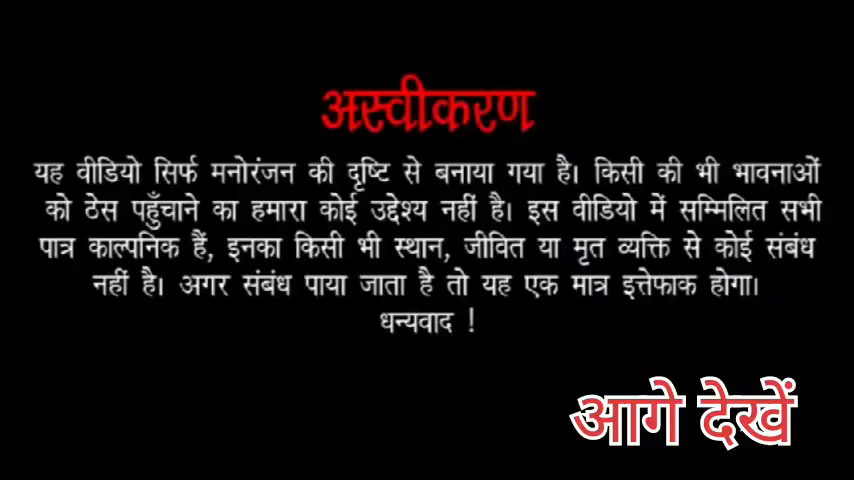 अस्वीकरण
यह वीडियो सिर्फ मनोरंजन की दृष्टि से बनाया गया है। किसी की भी भावनाओं
को ठेस पहुँचाने का हमारा कोई उद्देश्य नहीं है। इस वीडियो में सम्मिलित सभी
पात्र काल्पनिक हैं, इनका किसी भी स्थान, जीवित या मृत व्यक्ति से कोई संबंध
नहीं है। अगर संबंध पाया जाता है तो यह एक मात्र इत्तेफाक होगा।
धन्यवाद !
आगे देखें